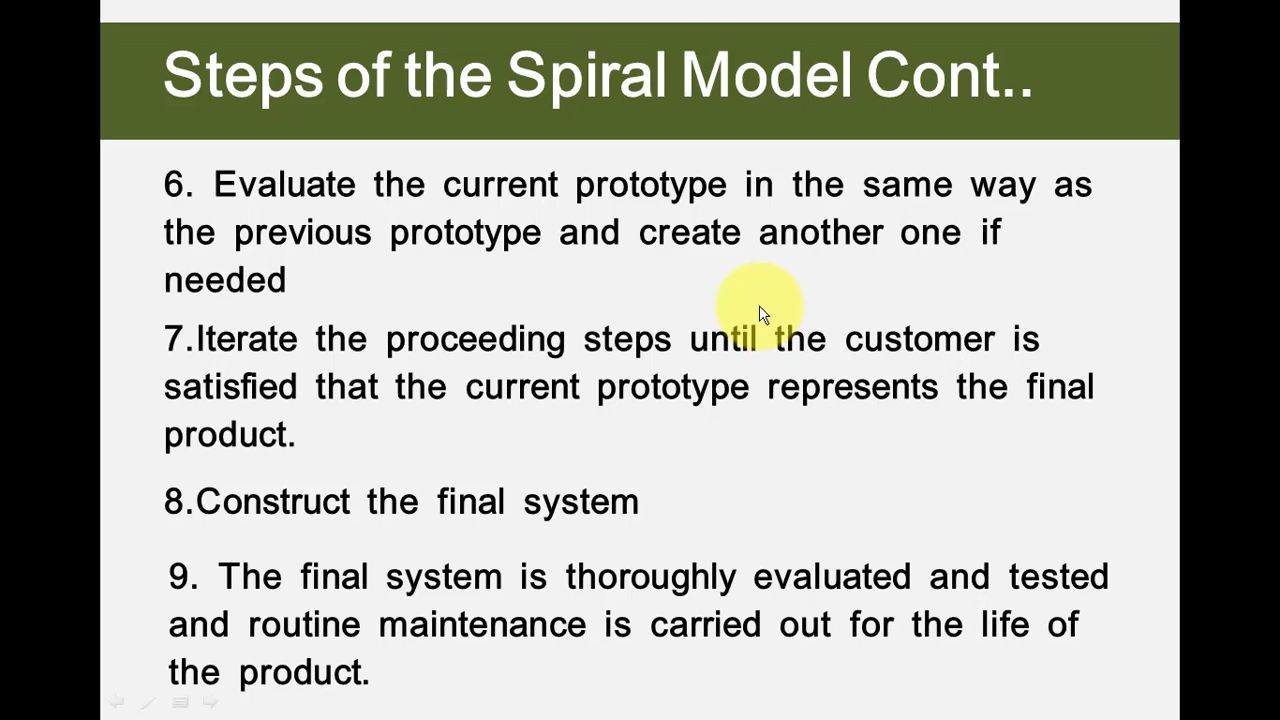 Steps of the Spiral Model Cont..
6. Evaluate the current prototype in the same way as
the previous prototype and create another one if
needed
7.Iterate the proceeding steps until the customer is
satisfied that the current prototype represents the final
product.
8.Construct the final system
9. The final system is thoroughly evaluated and tested
and routine maintenance is carried out for the life of
the product.